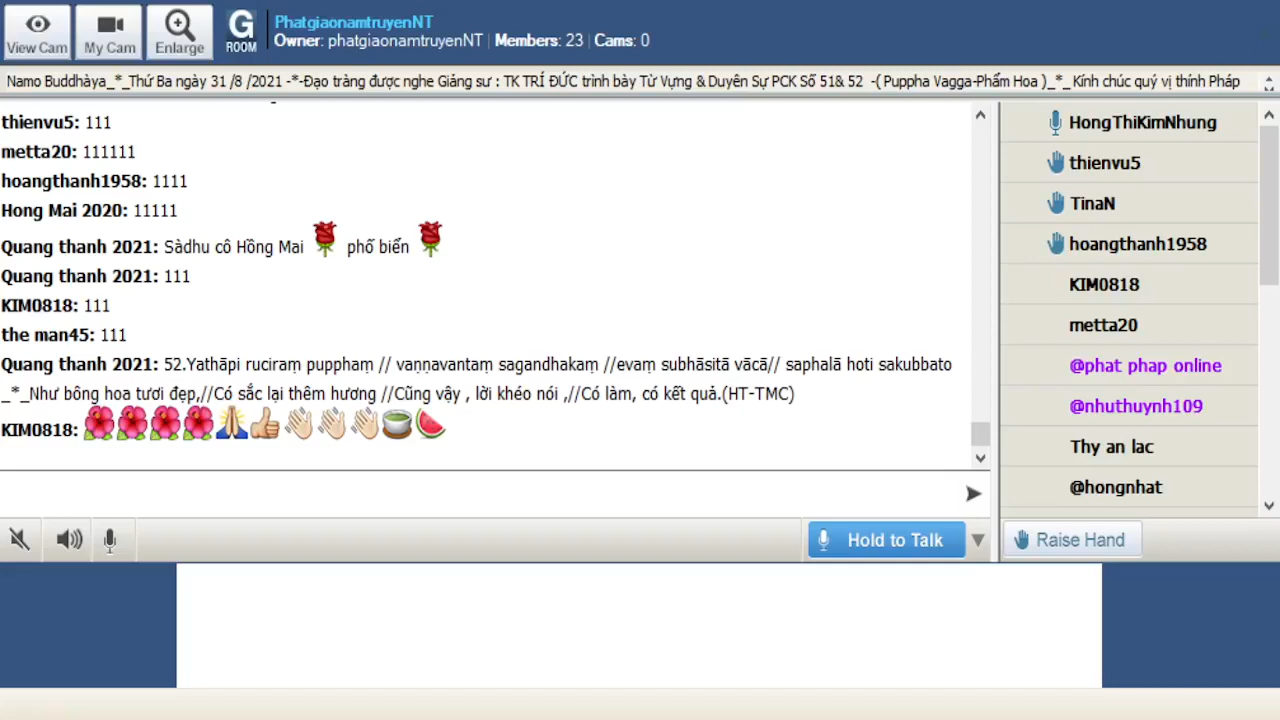 View Cam
My Cam
Enlarge
G
ROOM
PhatgiaonamtruyenNT
Owner: phatgiaonamtruyenNT | Members: 23 | Cams: 0
Namo Buddhàya_*_Thứ Ba ngày 31 /8 /2021 -*-Đạo tràng được nghe Giảng sư : TK TRÍ ĐỨC trình bày Từ Vựng & Duyên Sự PCK Số 51& 52 -( Puppha Vagga-Phẩm Hoa )_*_Kính chúc quý vị thính Pháp
thienvu5: 111
metta20: 111111
hoangthanh1958: 1111
Hong Mai 2020: 11111
Quang thanh 2021: Sàdhu cô Hồng Mai 🌹 phố biển 🌹
Quang thanh 2021: 111
KIM0818: 111
the man45: 111
Quang thanh 2021: 52.Yathāpi ruciraṃ pupphaṃ // vaṇṇavantaṃ sagandhakaṃ //evaṃ subhāsitā vācā// saphalā hoti sakubbato
_*_Như bông hoa tươi đẹp,//Có sắc lại thêm hương //Cũng vậy , lời khéo nói ,//Có làm, có kết quả.(HT-TMC)
KIM0818: 🌺🌺🌺🌺🙏👍👏👏👏🍵🍉
HongThiKimNhung
thienvu5
TinaN
hoangthanh1958
KIM0818
metta20
@phat phap online
@nhuthuynh109
Thy an lac
@hongnhat
Hold to Talk
Raise Hand